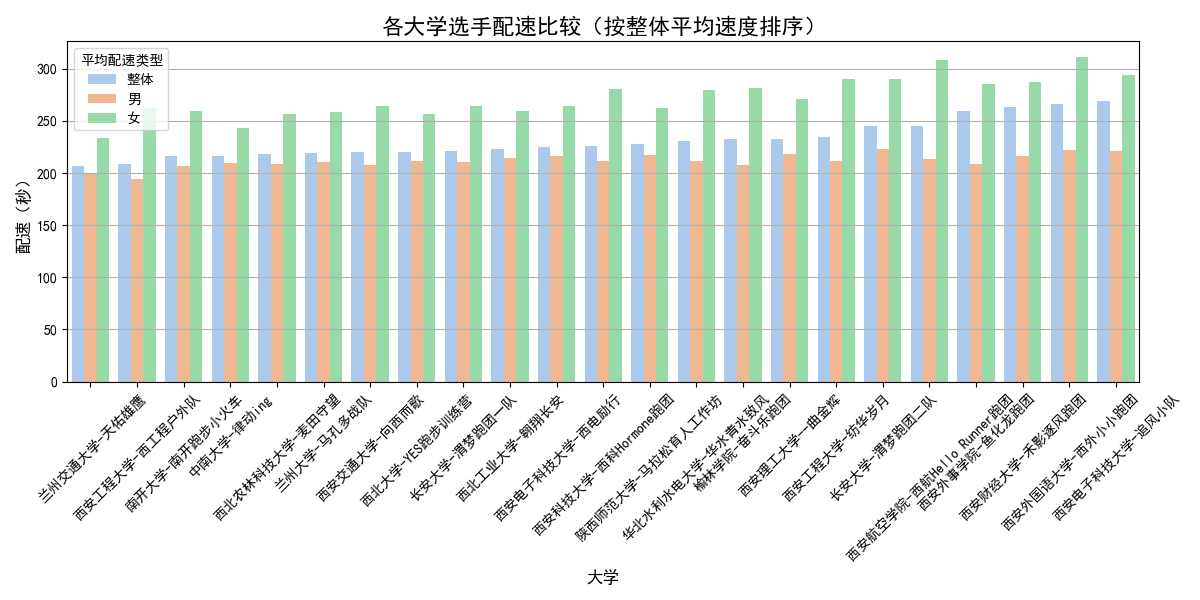 各大学选手配速比较（按整体平均速度排序）
平均配速类型
整体
男
女
配速（秒）
300
250
200
150
100
50
0
兰州交通大学-天佑雄鹰
西安工程大学-西工程户外队
南开大学-南开跑步小火车
中南大学-律动ing
西北农林科技大学-麦田守望
兰州大学-马孔多战队
西安交通大学-向西而歌
西北大学-YES跑步训练营
长安大学-渭梦跑团一队
西北工业大学-翱翔长安
西安电子科技大学-西电励行
西安科技大学-西科Hormone跑团
陕西师范大学-马拉松育人工作坊
华北水利水电大学-华水青水致风
榆林学院-奋斗乐跑团
西安理工大学-一曲金辉
西安工程大学-纺华岁月
长安大学-渭梦跑团二队
西安航空学院-西航Hello Runner跑团
西安外事学院-鱼化龙跑团
西安财经大学-禾影逐风跑团
西安外国语大学-西外小小跑团
西安电子科技大学-追风小队
大学